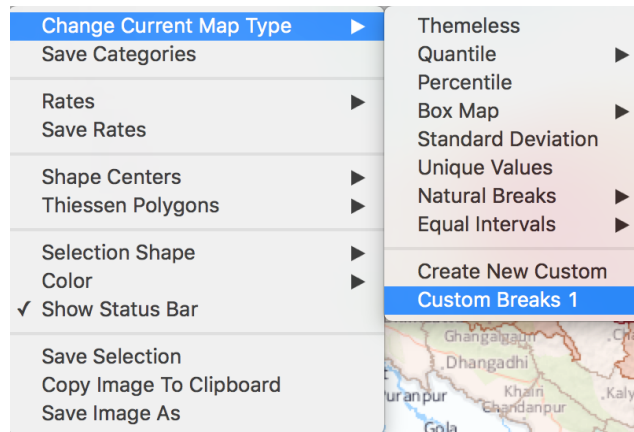 Change Current Map Type ▶
Save Categories
Rates ▶
Save Rates
Shape Centers ▶
Thiessen Polygons ▶
Selection Shape ▶
Color ▶
✓ Show Status Bar
Save Selection
Copy Image To Clipboard
Save Image As
Themeless
Quantile ▶
Percentile
Box Map ▶
Standard Deviation
Unique Values
Natural Breaks ▶
Equal Intervals ▶
Create New Custom
Custom Breaks 1
Ghangalgaun
Dhangadhi
Khairi
Chandanpur
Gola